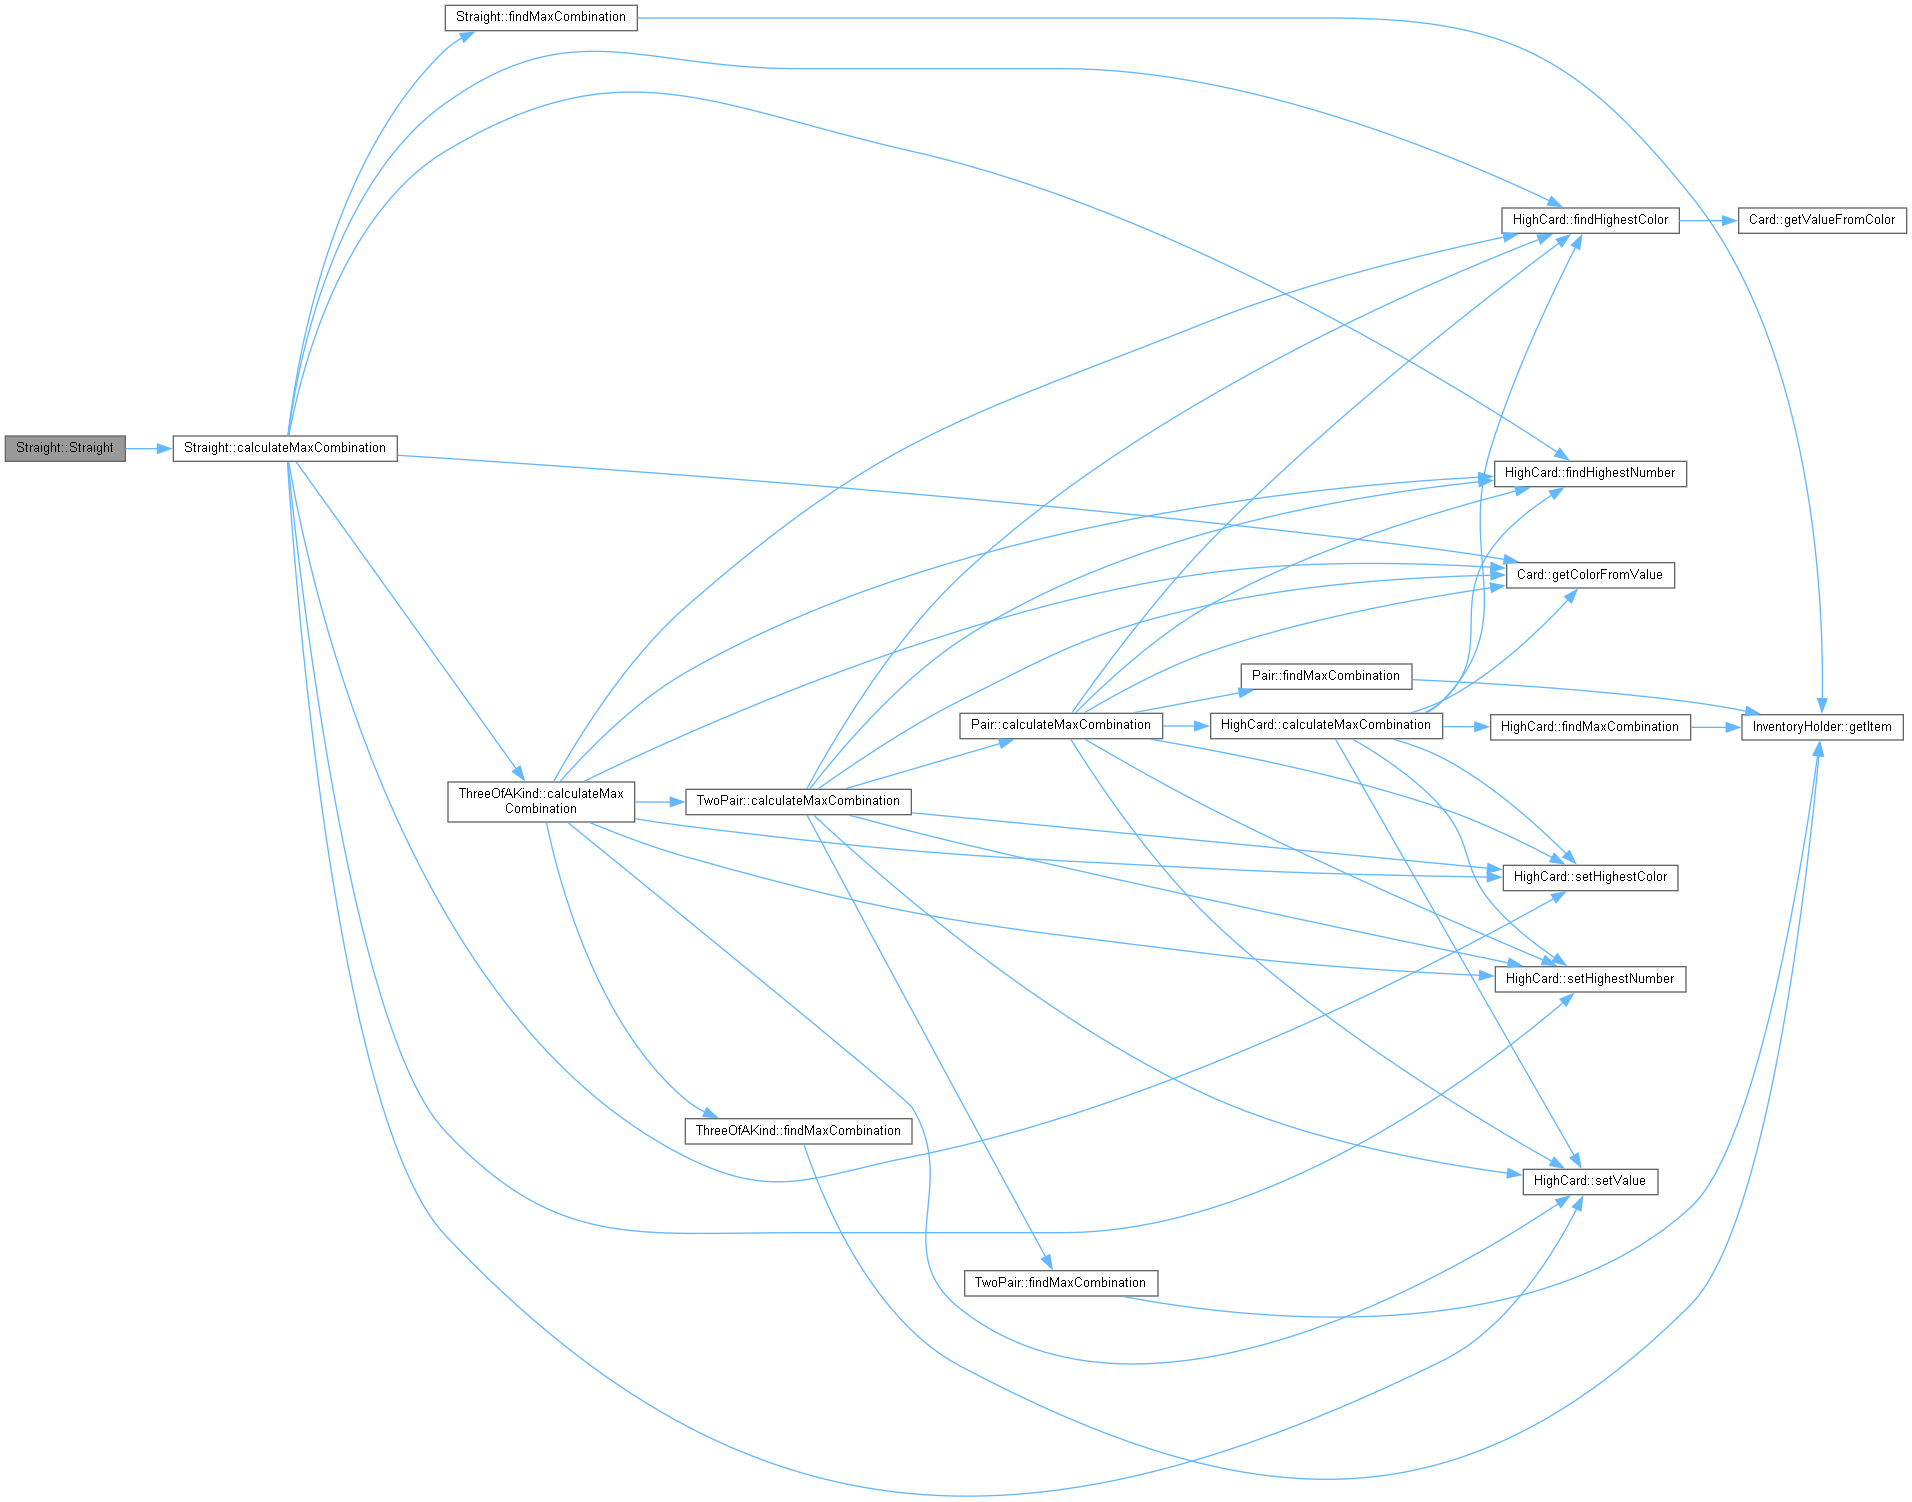 Straight::findMaxCombination
HighCard::findHighestColor
Card::getValueFromColor
Straight::Straight
Straight::calculateMaxCombination
HighCard::findHighestNumber
Card::getColorFromValue
Pair::findMaxCombination
Pair::calculateMaxCombination
HighCard::calculateMaxCombination
HighCard::findMaxCombination
InventoryHolder::getItem
ThreeOfAKind::calculateMax
Combination
TwoPair::calculateMaxCombination
HighCard::setHighestColor
HighCard::setHighestNumber
ThreeOfAKind::findMaxCombination
HighCard::setValue
TwoPair::findMaxCombination